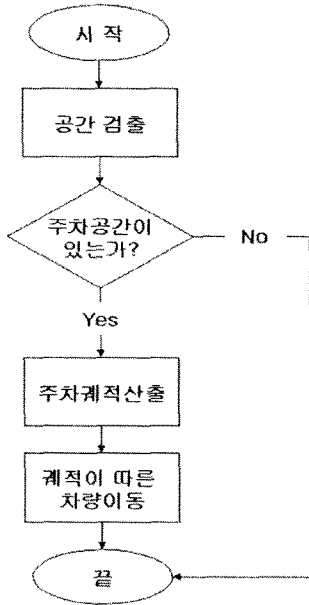 시 작
공간 검출
주차공간이
있는가?
No
Yes
주차궤적산출
궤적이 따른
차량이동
끝